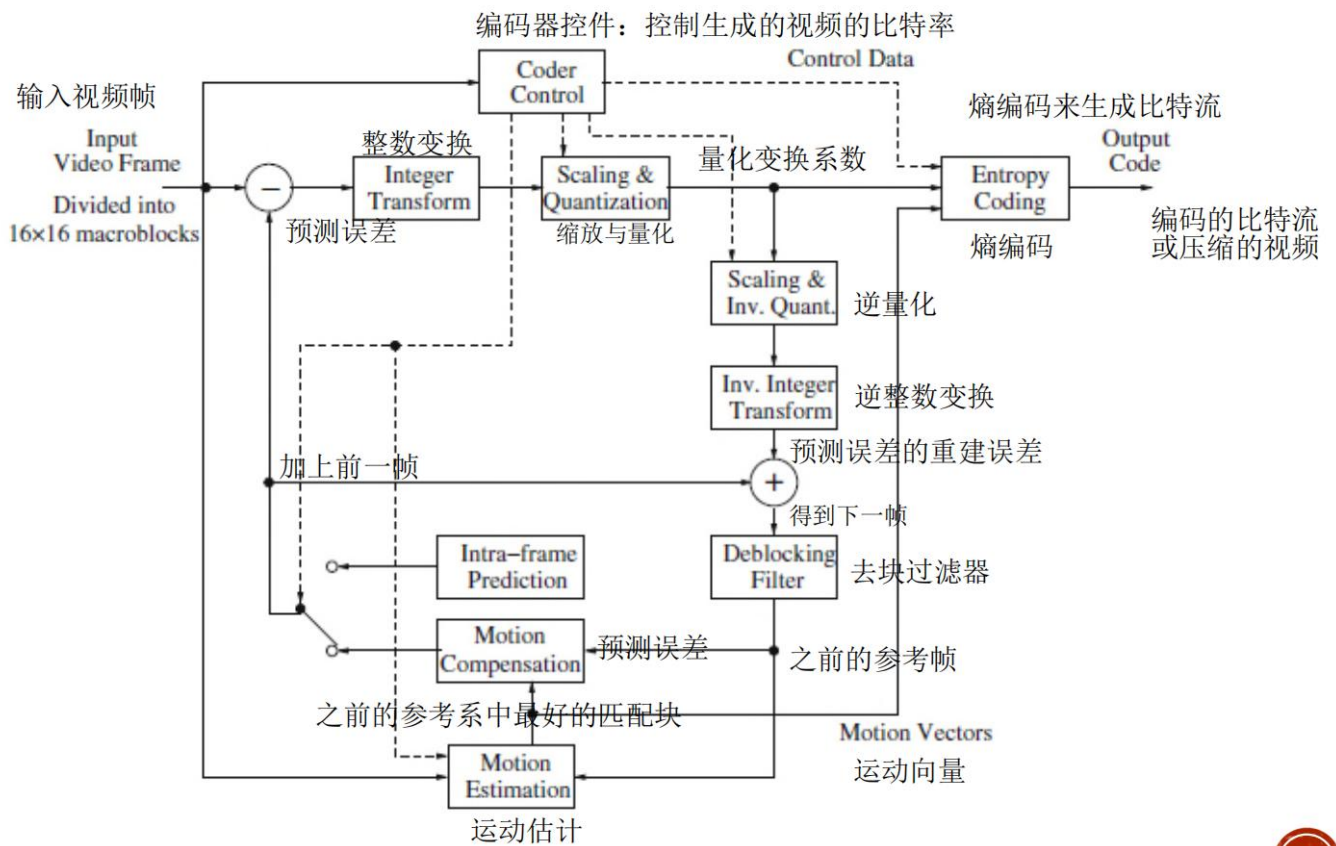 编码器控件：控制生成的视频的比特率
Control Data
Coder
Control
输入视频帧
Input
Video Frame
Divided into
16×16 macroblocks
预测误差
整数变换
Integer
Transform
Scaling &
Quantization
缩放与量化
量化变换系数
熵编码来生成比特流
Output
Code
Entropy
Coding
熵编码
编码的比特流
或压缩的视频
Scaling &
Inv. Quant.
逆量化
Inv. Integer
Transform
逆整数变换
预测误差的重建误差
加上前一帧
得到下一帧
Intra−frame
Prediction
Deblocking
Filter
去块过滤器
Motion
Compensation
预测误差
之前的参考帧
之前的参考系中最好的匹配块
Motion Vectors
运动向量
Motion
Estimation
运动估计